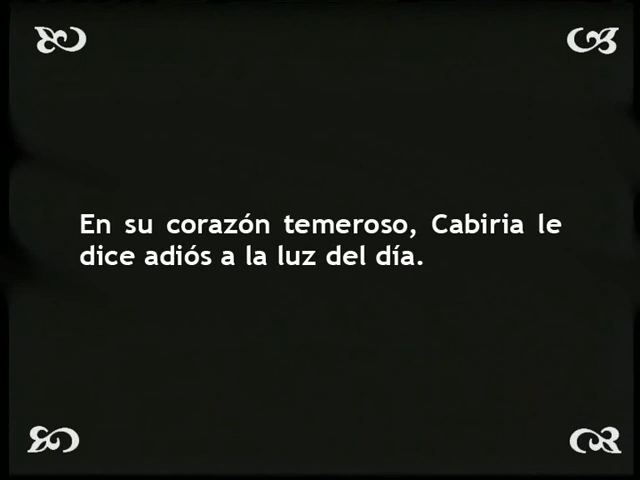 En su corazón temeroso, Cabiria le
dice adiós a la luz del día.